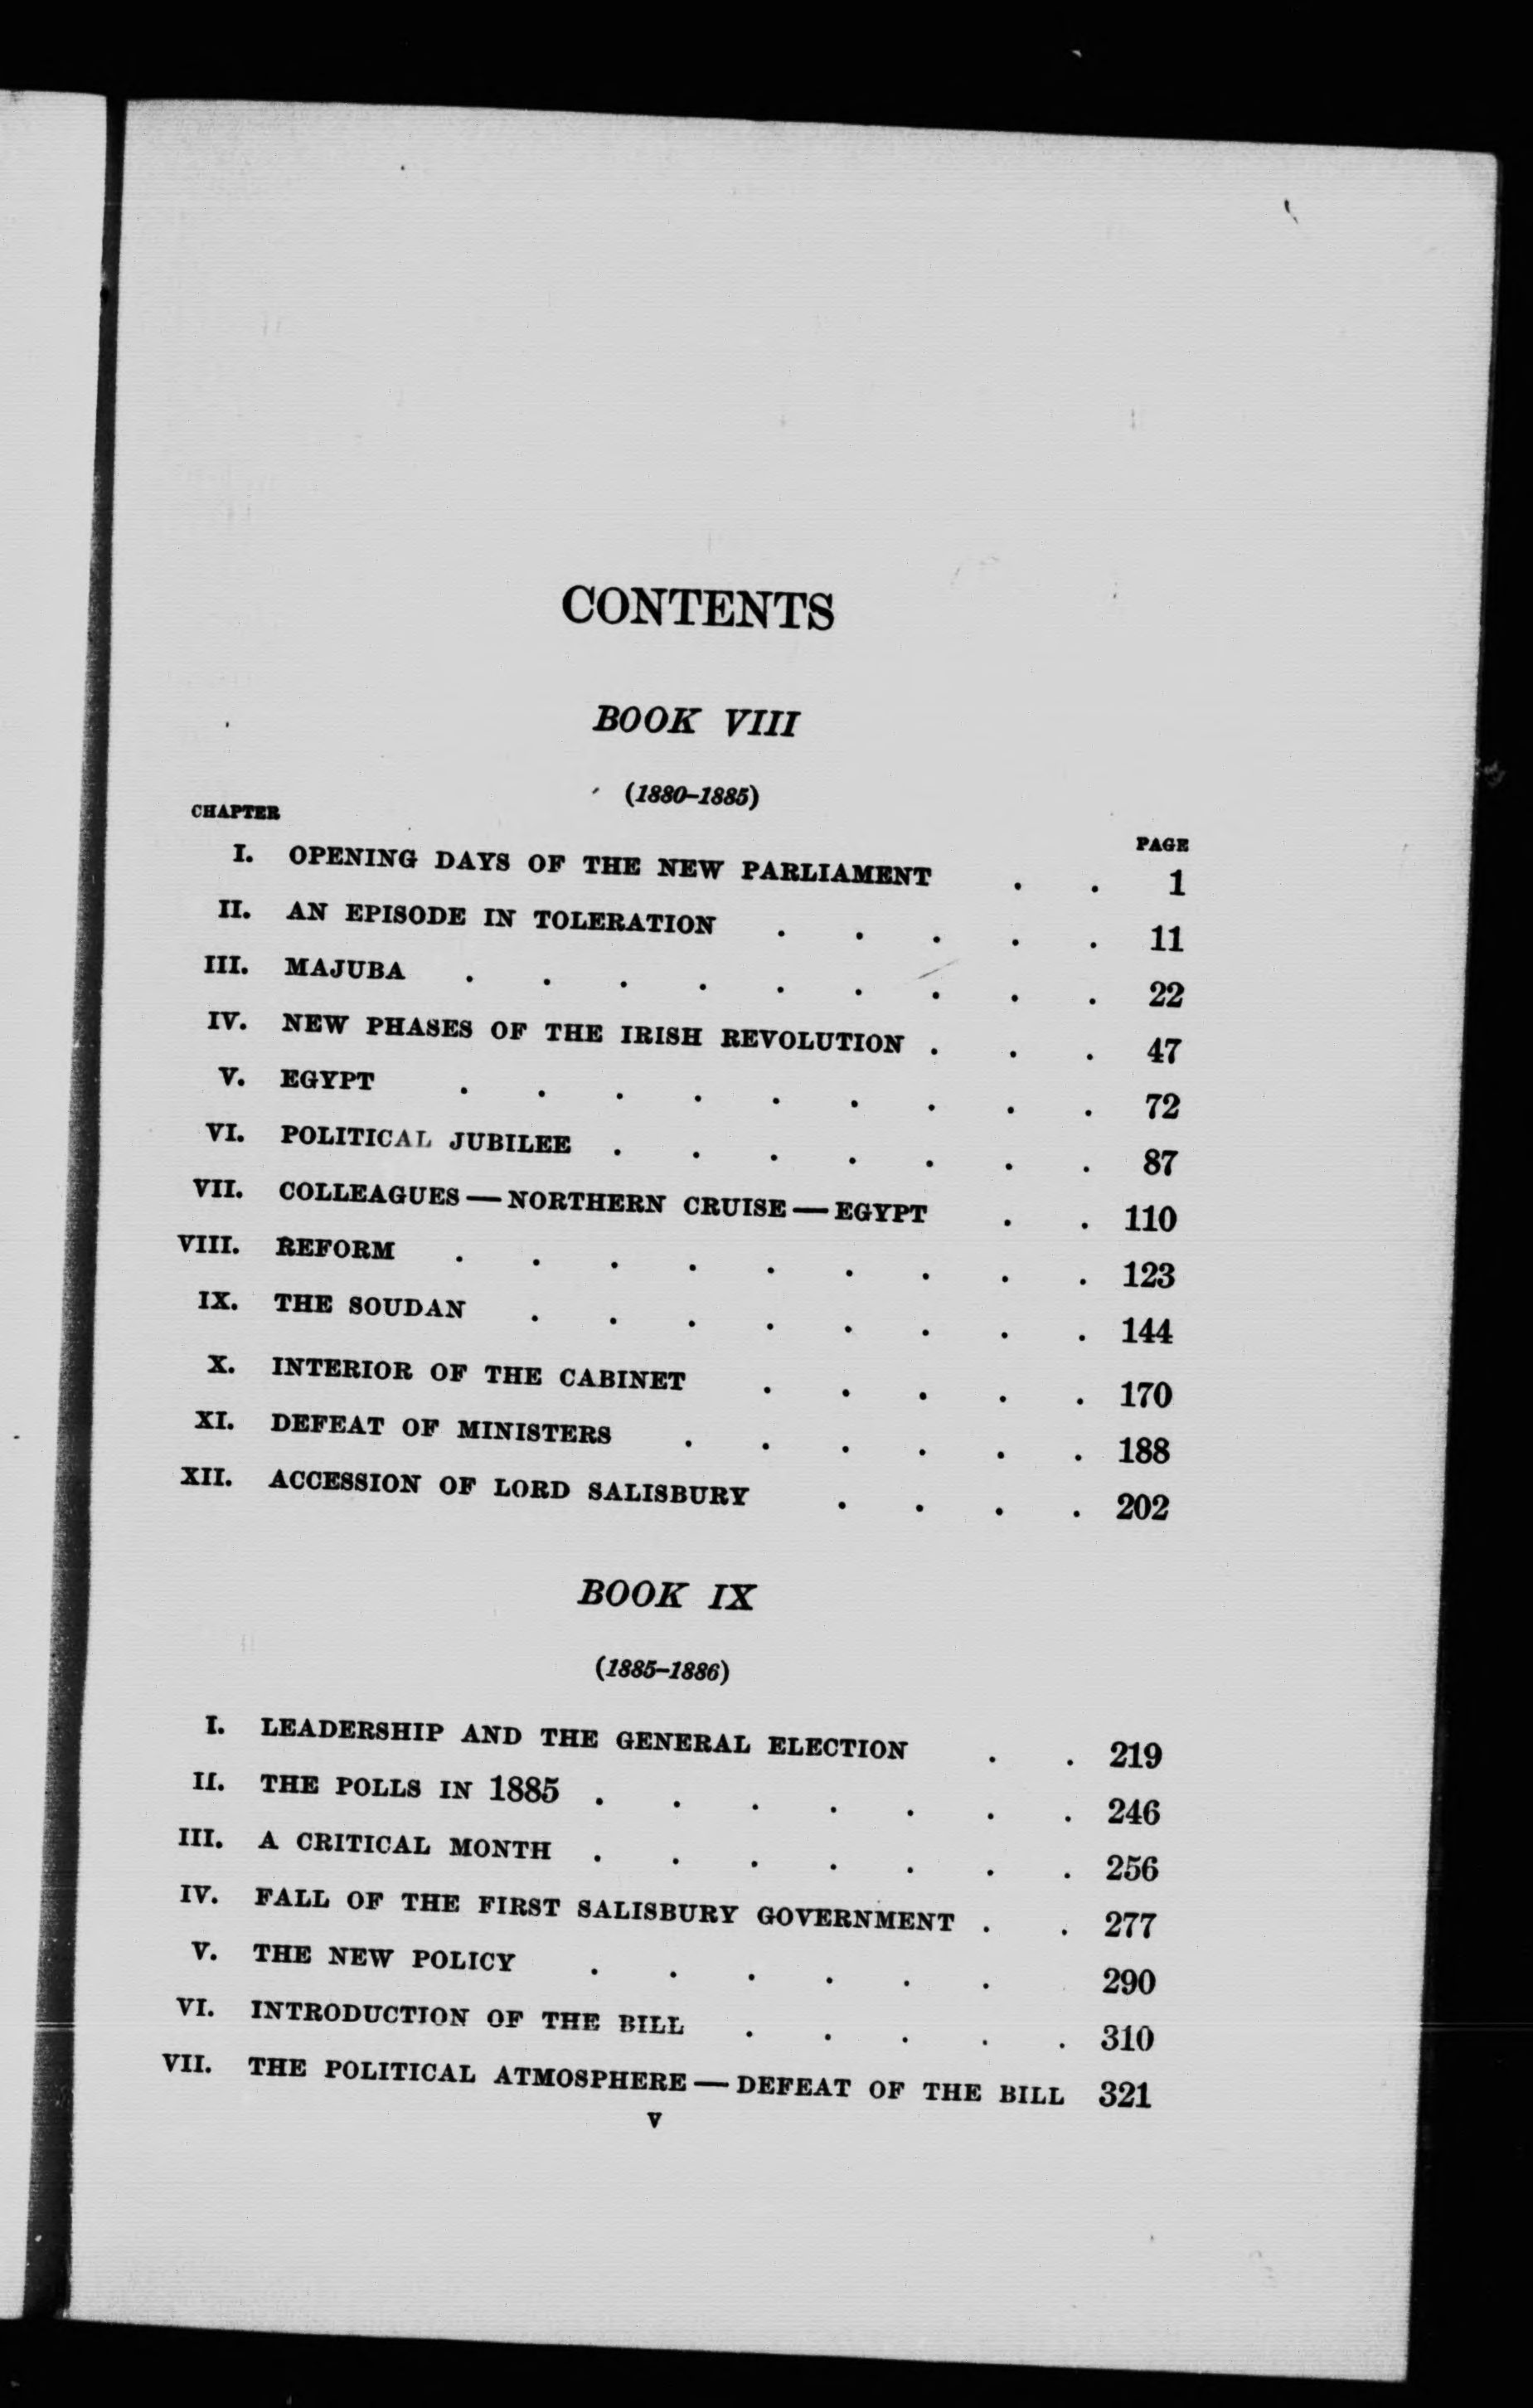 CONTENTS
BOOK VIII
(1880–1885)
CHAPTER PAGE
I. OPENING DAYS OF THE NEW PARLIAMENT . . 1
II. AN EPISODE IN TOLERATION . . . . . 11
III. MAJUBA . . . . . . . . . 22
IV. NEW PHASES OF THE IRISH REVOLUTION . . . 47
V. EGYPT . . . . . . . . . 72
VI. POLITICAL JUBILEE . . . . . . . 87
VII. COLLEAGUES — NORTHERN CRUISE — EGYPT . . 110
VIII. REFORM . . . . . . . . . 123
IX. THE SOUDAN . . . . . . . . 144
X. INTERIOR OF THE CABINET . . . . . 170
XI. DEFEAT OF MINISTERS . . . . . . 188
XII. ACCESSION OF LORD SALISBURY . . . . 202
BOOK IX
(1885–1886)
I. LEADERSHIP AND THE GENERAL ELECTION . . 219
II. THE POLLS IN 1885 . . . . . . . 246
III. A CRITICAL MONTH . . . . . . . 256
IV. FALL OF THE FIRST SALISBURY GOVERNMENT . . 277
V. THE NEW POLICY . . . . . . 290
VI. INTRODUCTION OF THE BILL . . . . . 310
VII. THE POLITICAL ATMOSPHERE — DEFEAT OF THE BILL 321
V